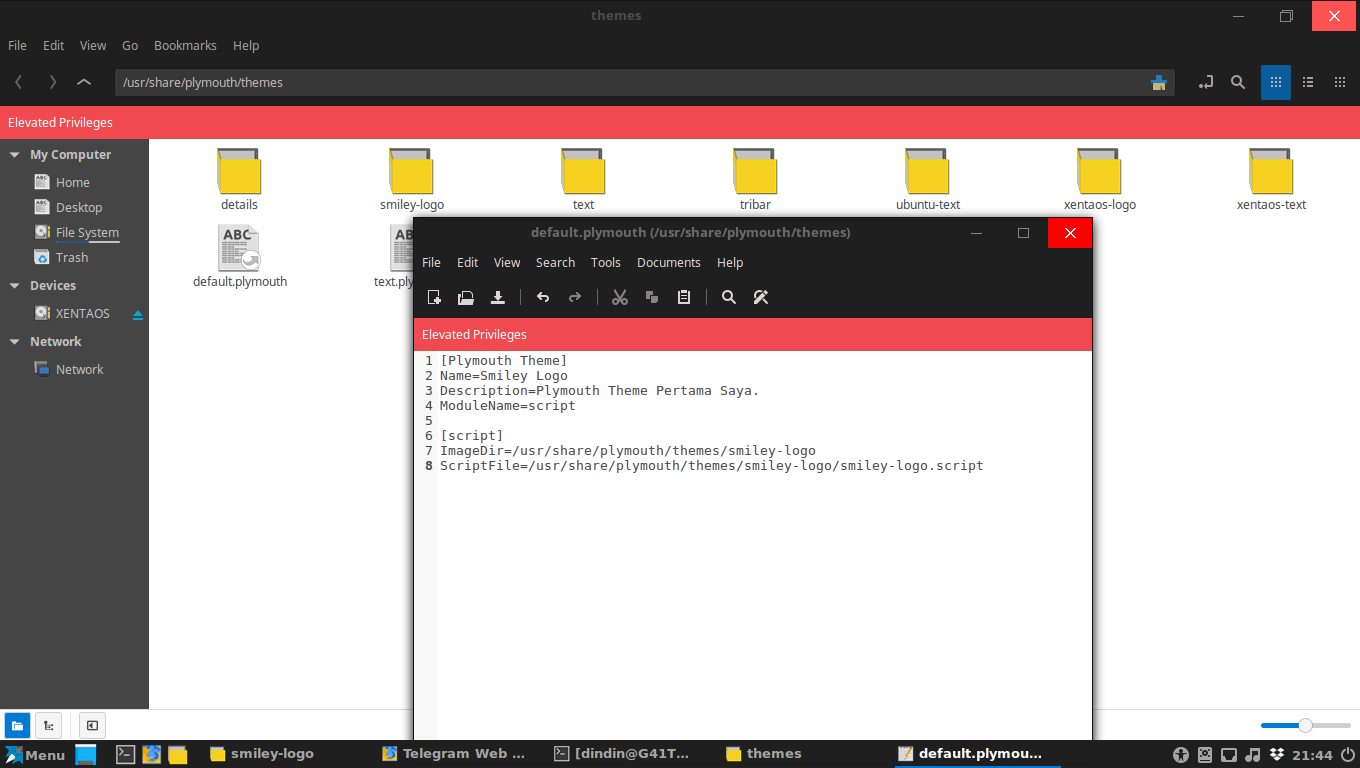 themes
File Edit View Go Bookmarks Help
/usr/share/plymouth/themes
Elevated Privileges
My Computer
Home
Desktop
File System
Trash
Devices
XENTAOS
Network
Network
details smiley-logo text tribar ubuntu-text xentaos-logo xentaos-text
ABC
ABC
default.plymouth text.ply
default.plymouth (/usr/share/plymouth/themes)
File Edit View Search Tools Documents Help
Elevated Privileges
1 [Plymouth Theme]
2 Name=Smiley Logo
3 Description=Plymouth Theme Pertama Saya.
4 ModuleName=script
5
6 [script]
7 ImageDir=/usr/share/plymouth/themes/smiley-logo
8 ScriptFile=/usr/share/plymouth/themes/smiley-logo/smiley-logo.script
Menu smiley-logo Telegram Web ... [dindin@G41T... themes default.plymou... 21:44